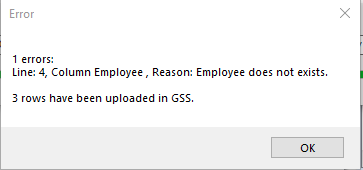 Error
1 errors:
Line: 4, Column Employee , Reason: Employee does not exists.
3 rows have been uploaded in GSS.
OK